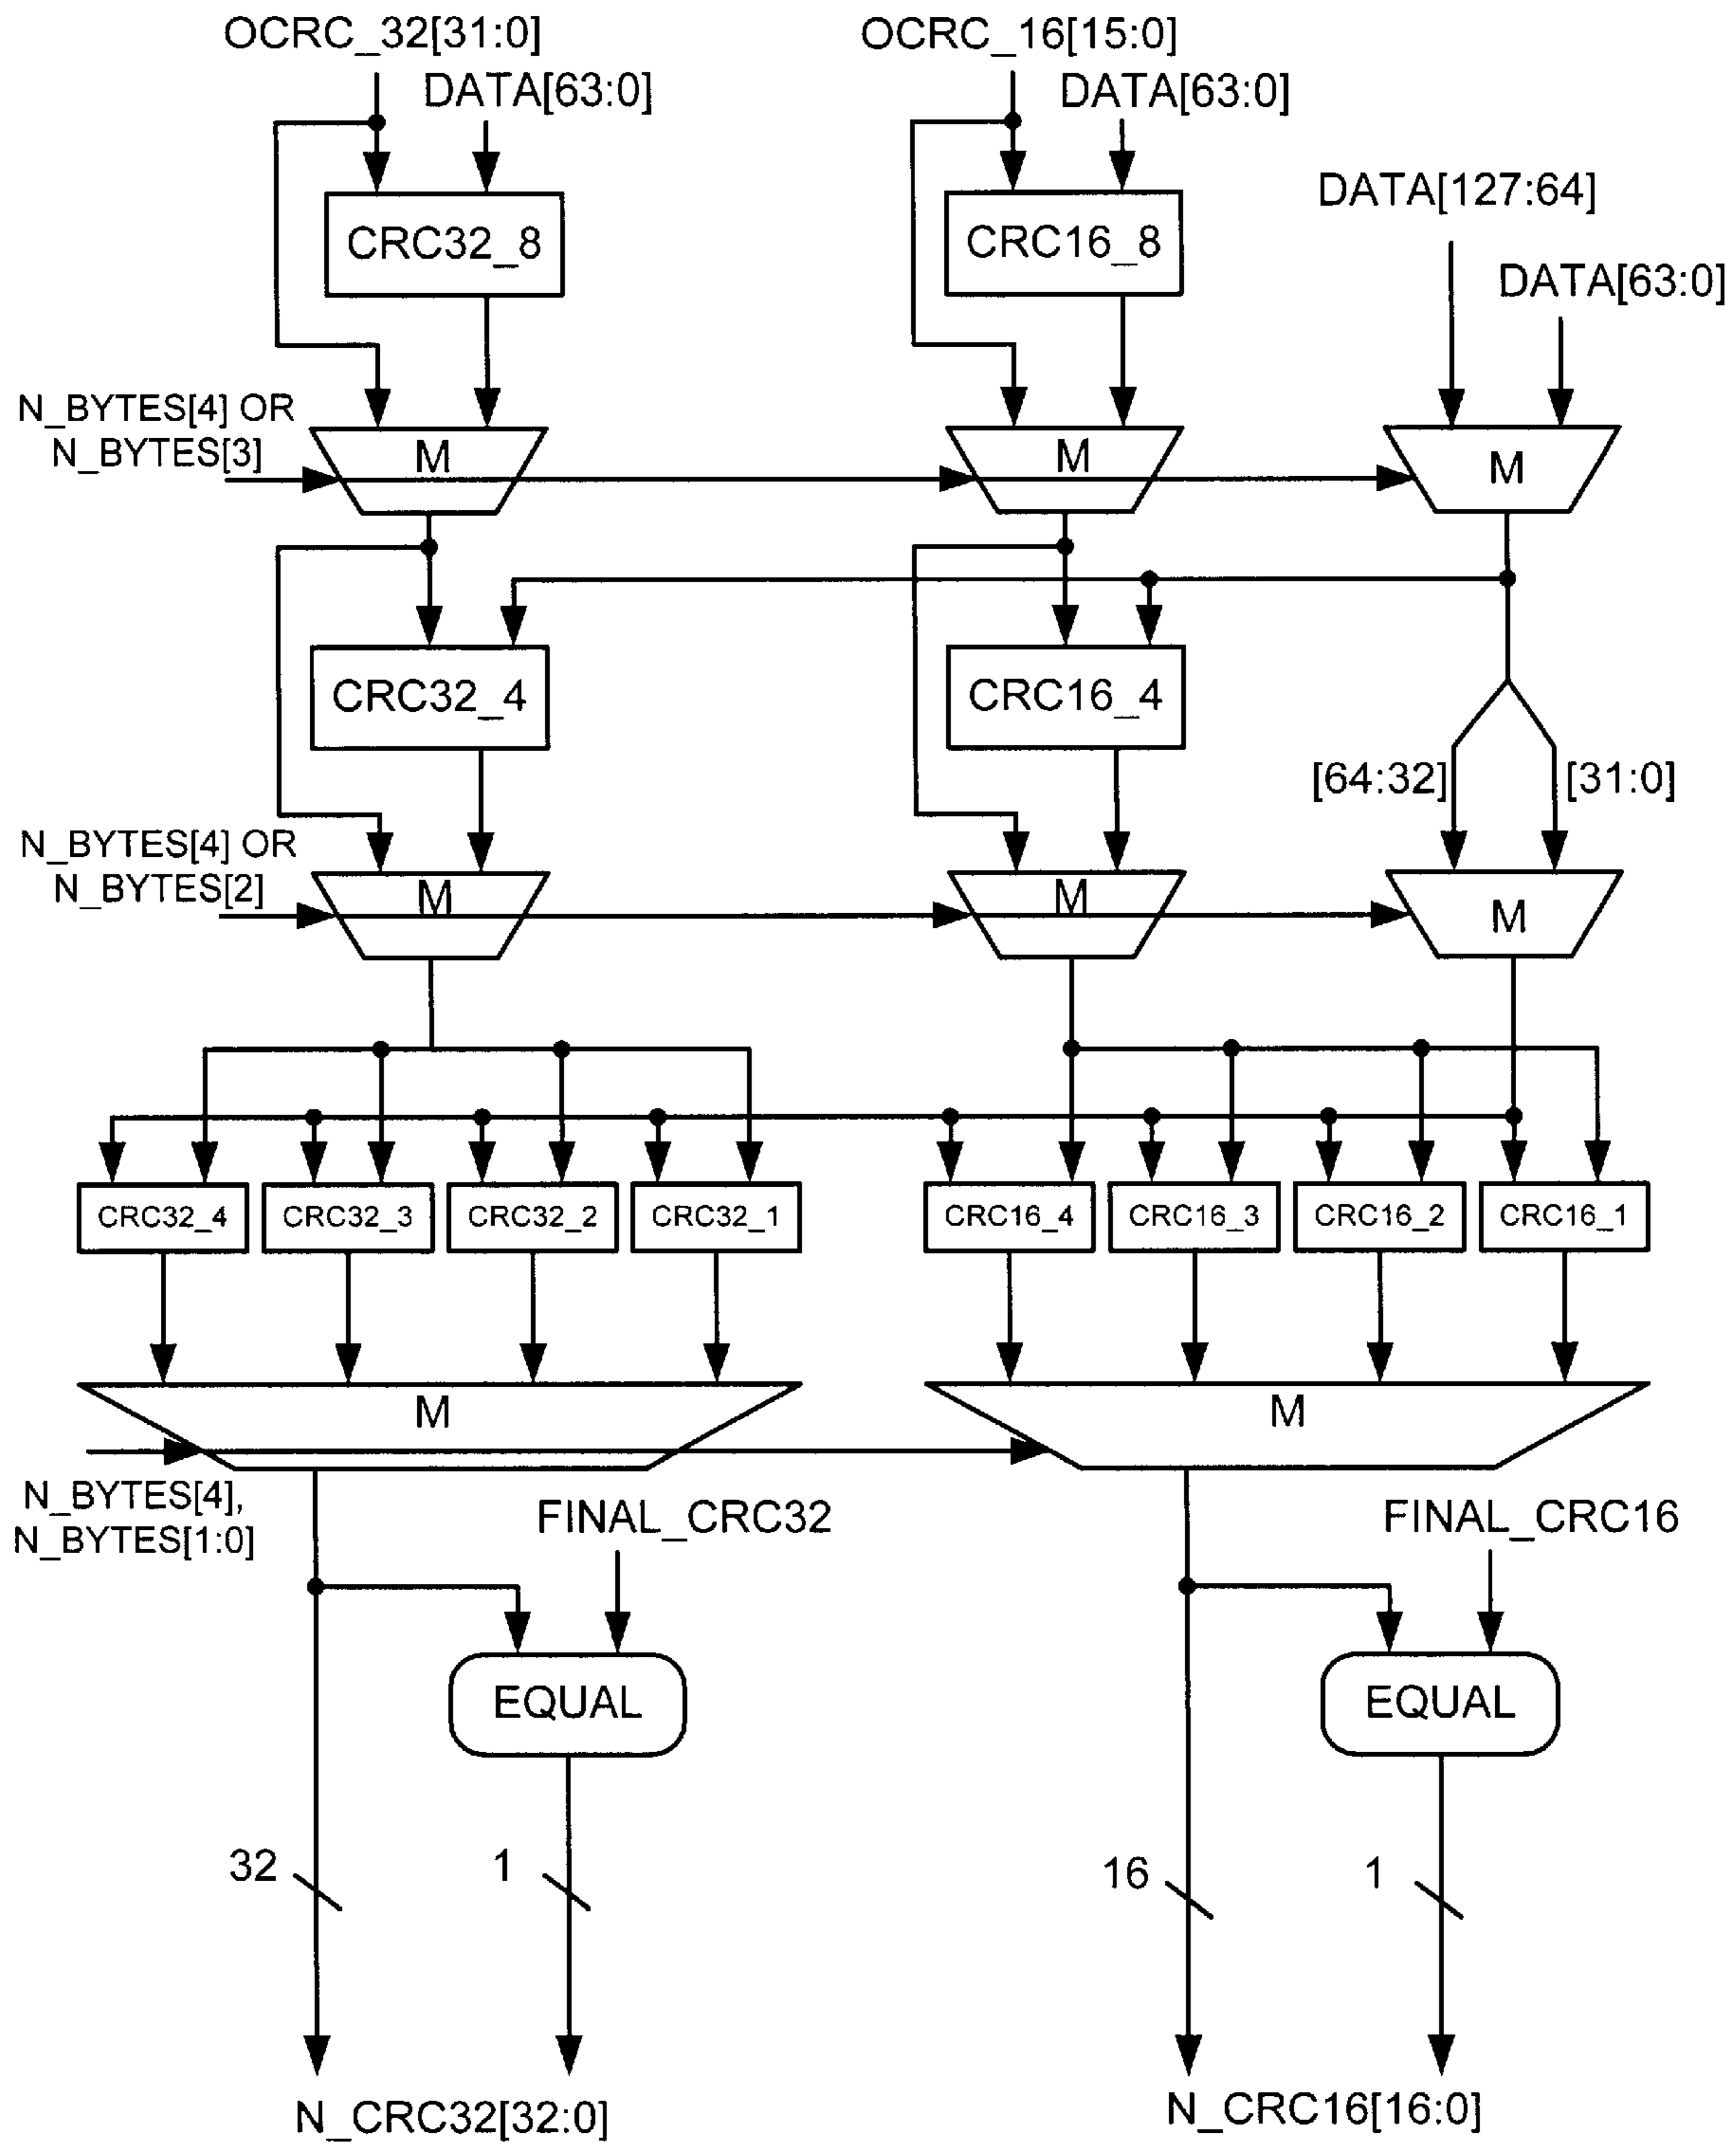 OCRC_32[31:0]
OCRC_16[15:0]
DATA[63:0]
DATA[63:0]
DATA[127:64]
DATA[63:0]
CRC32_8
CRC16_8
N_BYTES[4] OR
N_BYTES[3]
M
M
M
CRC32_4
CRC16_4
[64:32]
[31:0]
N_BYTES[4] OR
N_BYTES[2]
M
M
M
CRC32_4
CRC32_3
CRC32_2
CRC32_1
CRC16_4
CRC16_3
CRC16_2
CRC16_1
M
M
N_BYTES[4],
N_BYTES[1:0]
FINAL_CRC32
FINAL_CRC16
EQUAL
EQUAL
32
1
16
1
N_CRC32[32:0]
N_CRC16[16:0]